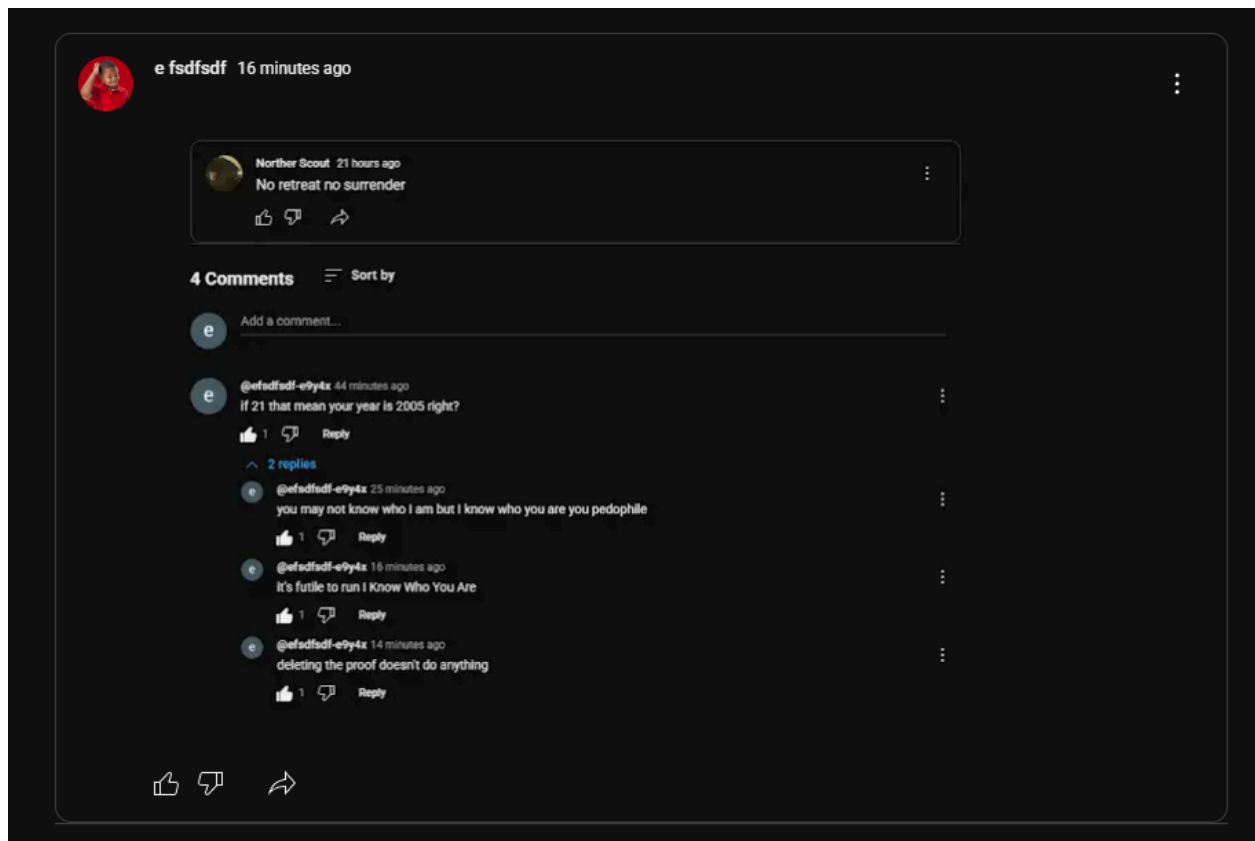 e fsdfsdf 16 minutes ago
Norther Scout 21 hours ago
No retreat no surrender
4 Comments Sort by
e
Add a comment...
e
@efsdfsdf-e9y4x 44 minutes ago
if 21 that mean your year is 2005 right?
1 Reply
2 replies
e
@efsdfsdf-e9y4x 25 minutes ago
you may not know who I am but I know who you are you pedophile
1 Reply
e
@efsdfsdf-e9y4x 16 minutes ago
it's futile to run I Know Who You Are
1 Reply
e
@efsdfsdf-e9y4x 14 minutes ago
deleting the proof doesn't do anything
1 Reply